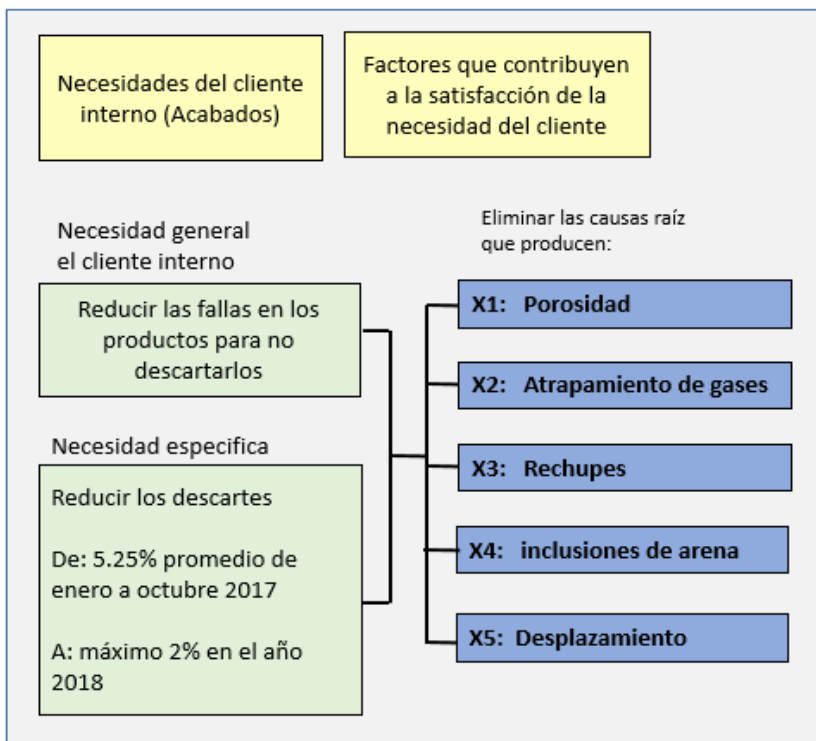 Necesidades del cliente
interno (Acabados)
Factores que contribuyen
a la satisfacción de la
necesidad del cliente
Necesidad general
el cliente interno
Reducir las fallas en los
productos para no
descartarlos
Necesidad especifica
Reducir los descartes
De: 5.25% promedio de
enero a octubre 2017
A: máximo 2% en el año
2018
Eliminar las causas raíz
que producen:
X1: Porosidad
X2: Atrapamiento de gases
X3: Rechupes
X4: inclusiones de arena
X5: Desplazamiento